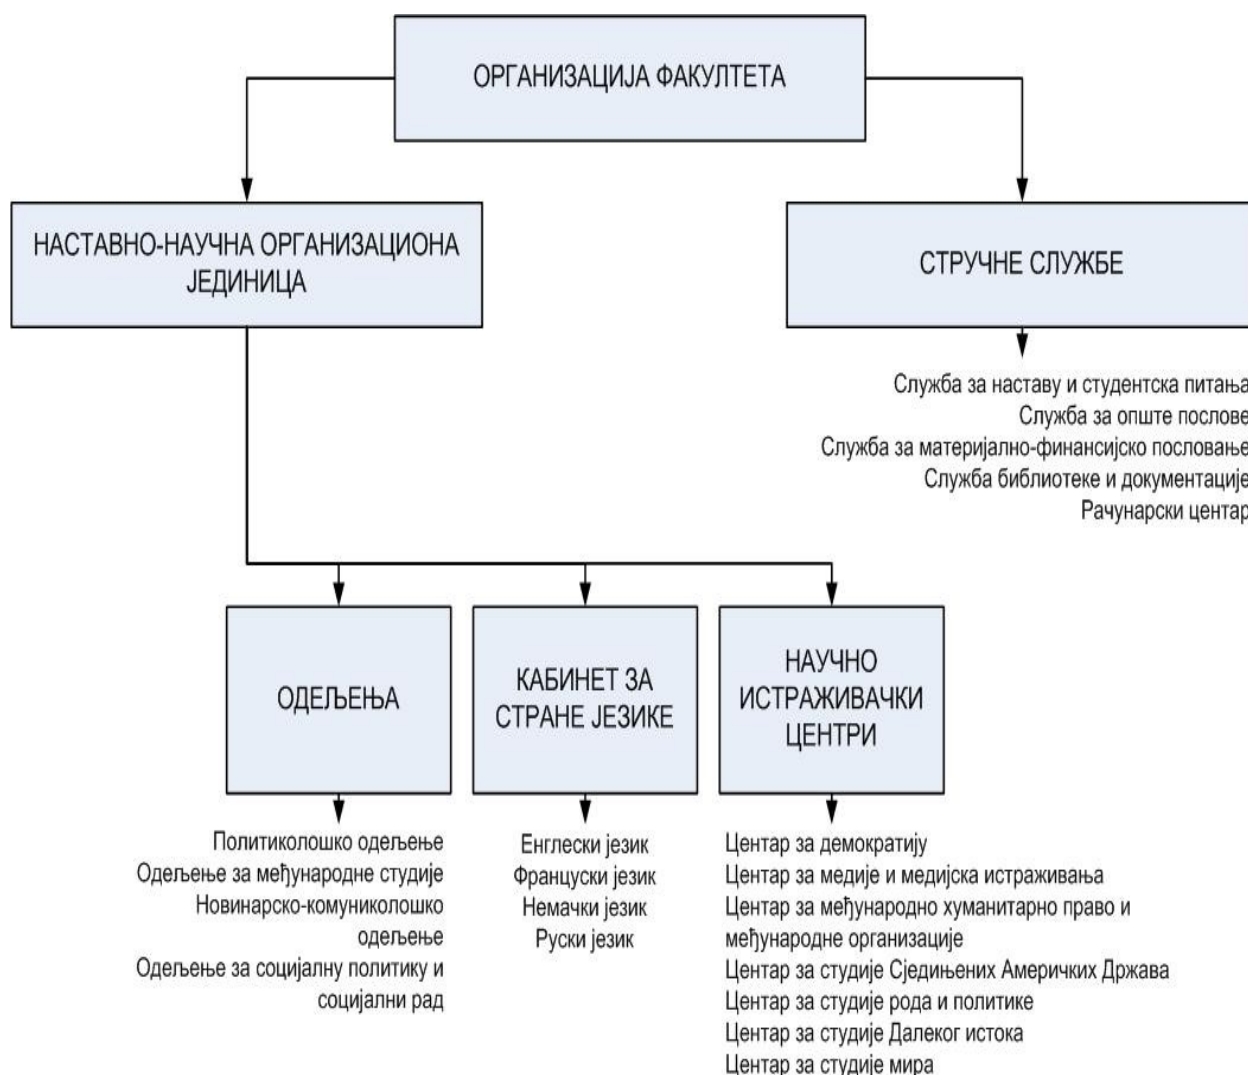 ОРГАНИЗАЦИЈА ФАКУЛТЕТА
НАСТАВНО-НАУЧНА ОРГАНИЗАЦИОНА
ЈЕДИНИЦА
СТРУЧНЕ СЛУЖБЕ
Служба за наставу и студентска питања
Служба за опште послове
Служба за материјално-финансијско пословање
Служба библиотеке и документације
Рачунарски центар
ОДЕЉЕЊА
Политиколошко одељење
Одељење за међународне студије
Новинарско-комуниколошко
одељење
Одељење за социјалну политику и
социјални рад
КАБИНЕТ ЗА
СТРАНЕ ЈЕЗИКЕ
Енглески језик
Француски језик
Немачки језик
Руски језик
НАУЧНО
ИСТРАЖИВАЧКИ
ЦЕНТРИ
Центар за демократију
Центар за медије и медијска истраживања
Центар за међународно хуманитарно право и
међународне организације
Центар за студије Сједињених Америчких Држава
Центар за студије рода и политике
Центар за студије Далеког истока
Центар за студије мира